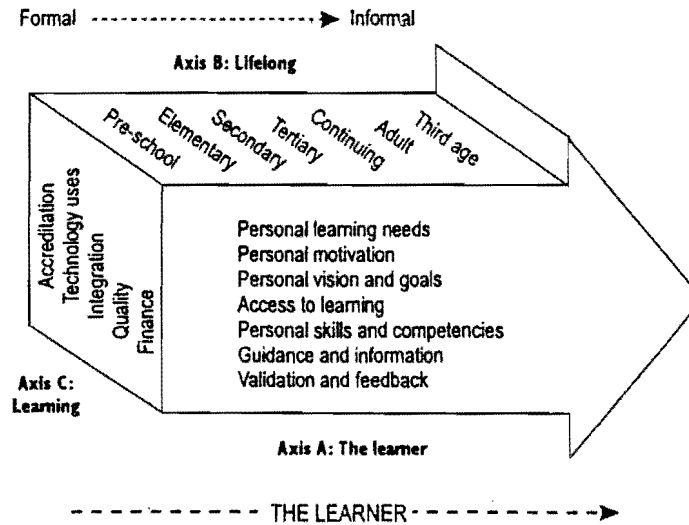 Formal Informal
Axis B: Lifelong
Pre-school
Elementary
Secondary
Tertiary
Continuing
Adult
Third age
Accreditation
Technology uses
Integration
Quality
Finance
Personal learning needs
Personal motivation
Personal vision and goals
Access to learning
Personal skills and competencies
Guidance and information
Validation and feedback
Axis C:
Learning
Axis A: The learner
THE LEARNER